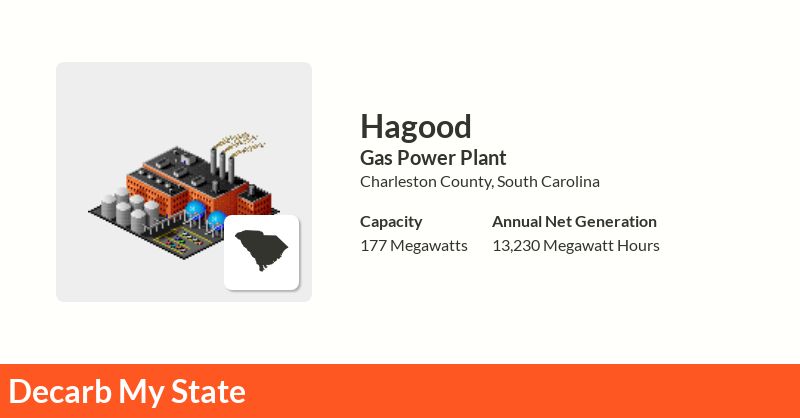 Hagood
Gas Power Plant
Charleston County, South Carolina
Capacity
177 Megawatts
Annual Net Generation
13,230 Megawatt Hours
Decarb My State